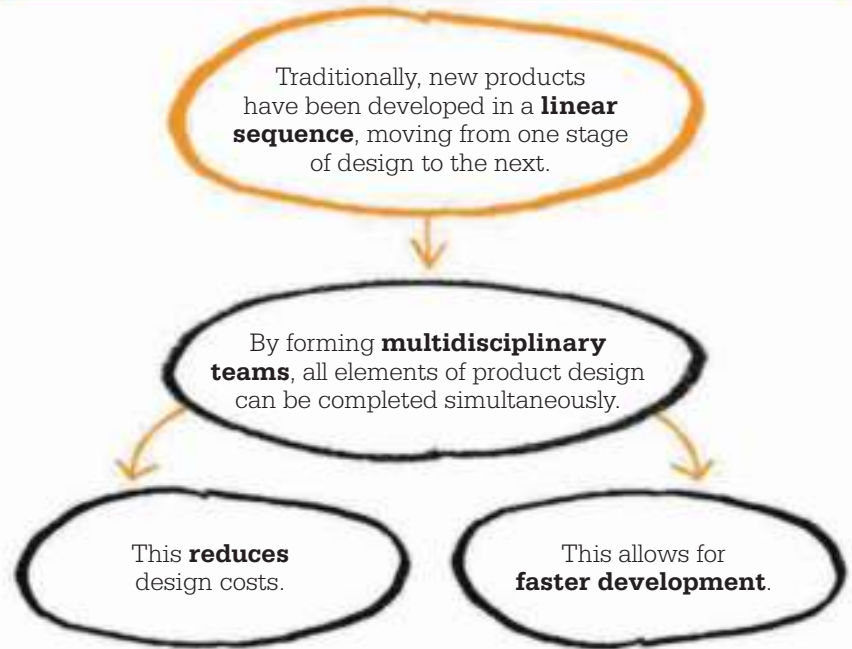 Traditionally, new products
have been developed in a linear
sequence, moving from one stage
of design to the next.
By forming multidisciplinary
teams, all elements of product design
can be completed simultaneously.
This reduces
design costs.
This allows for
faster development.